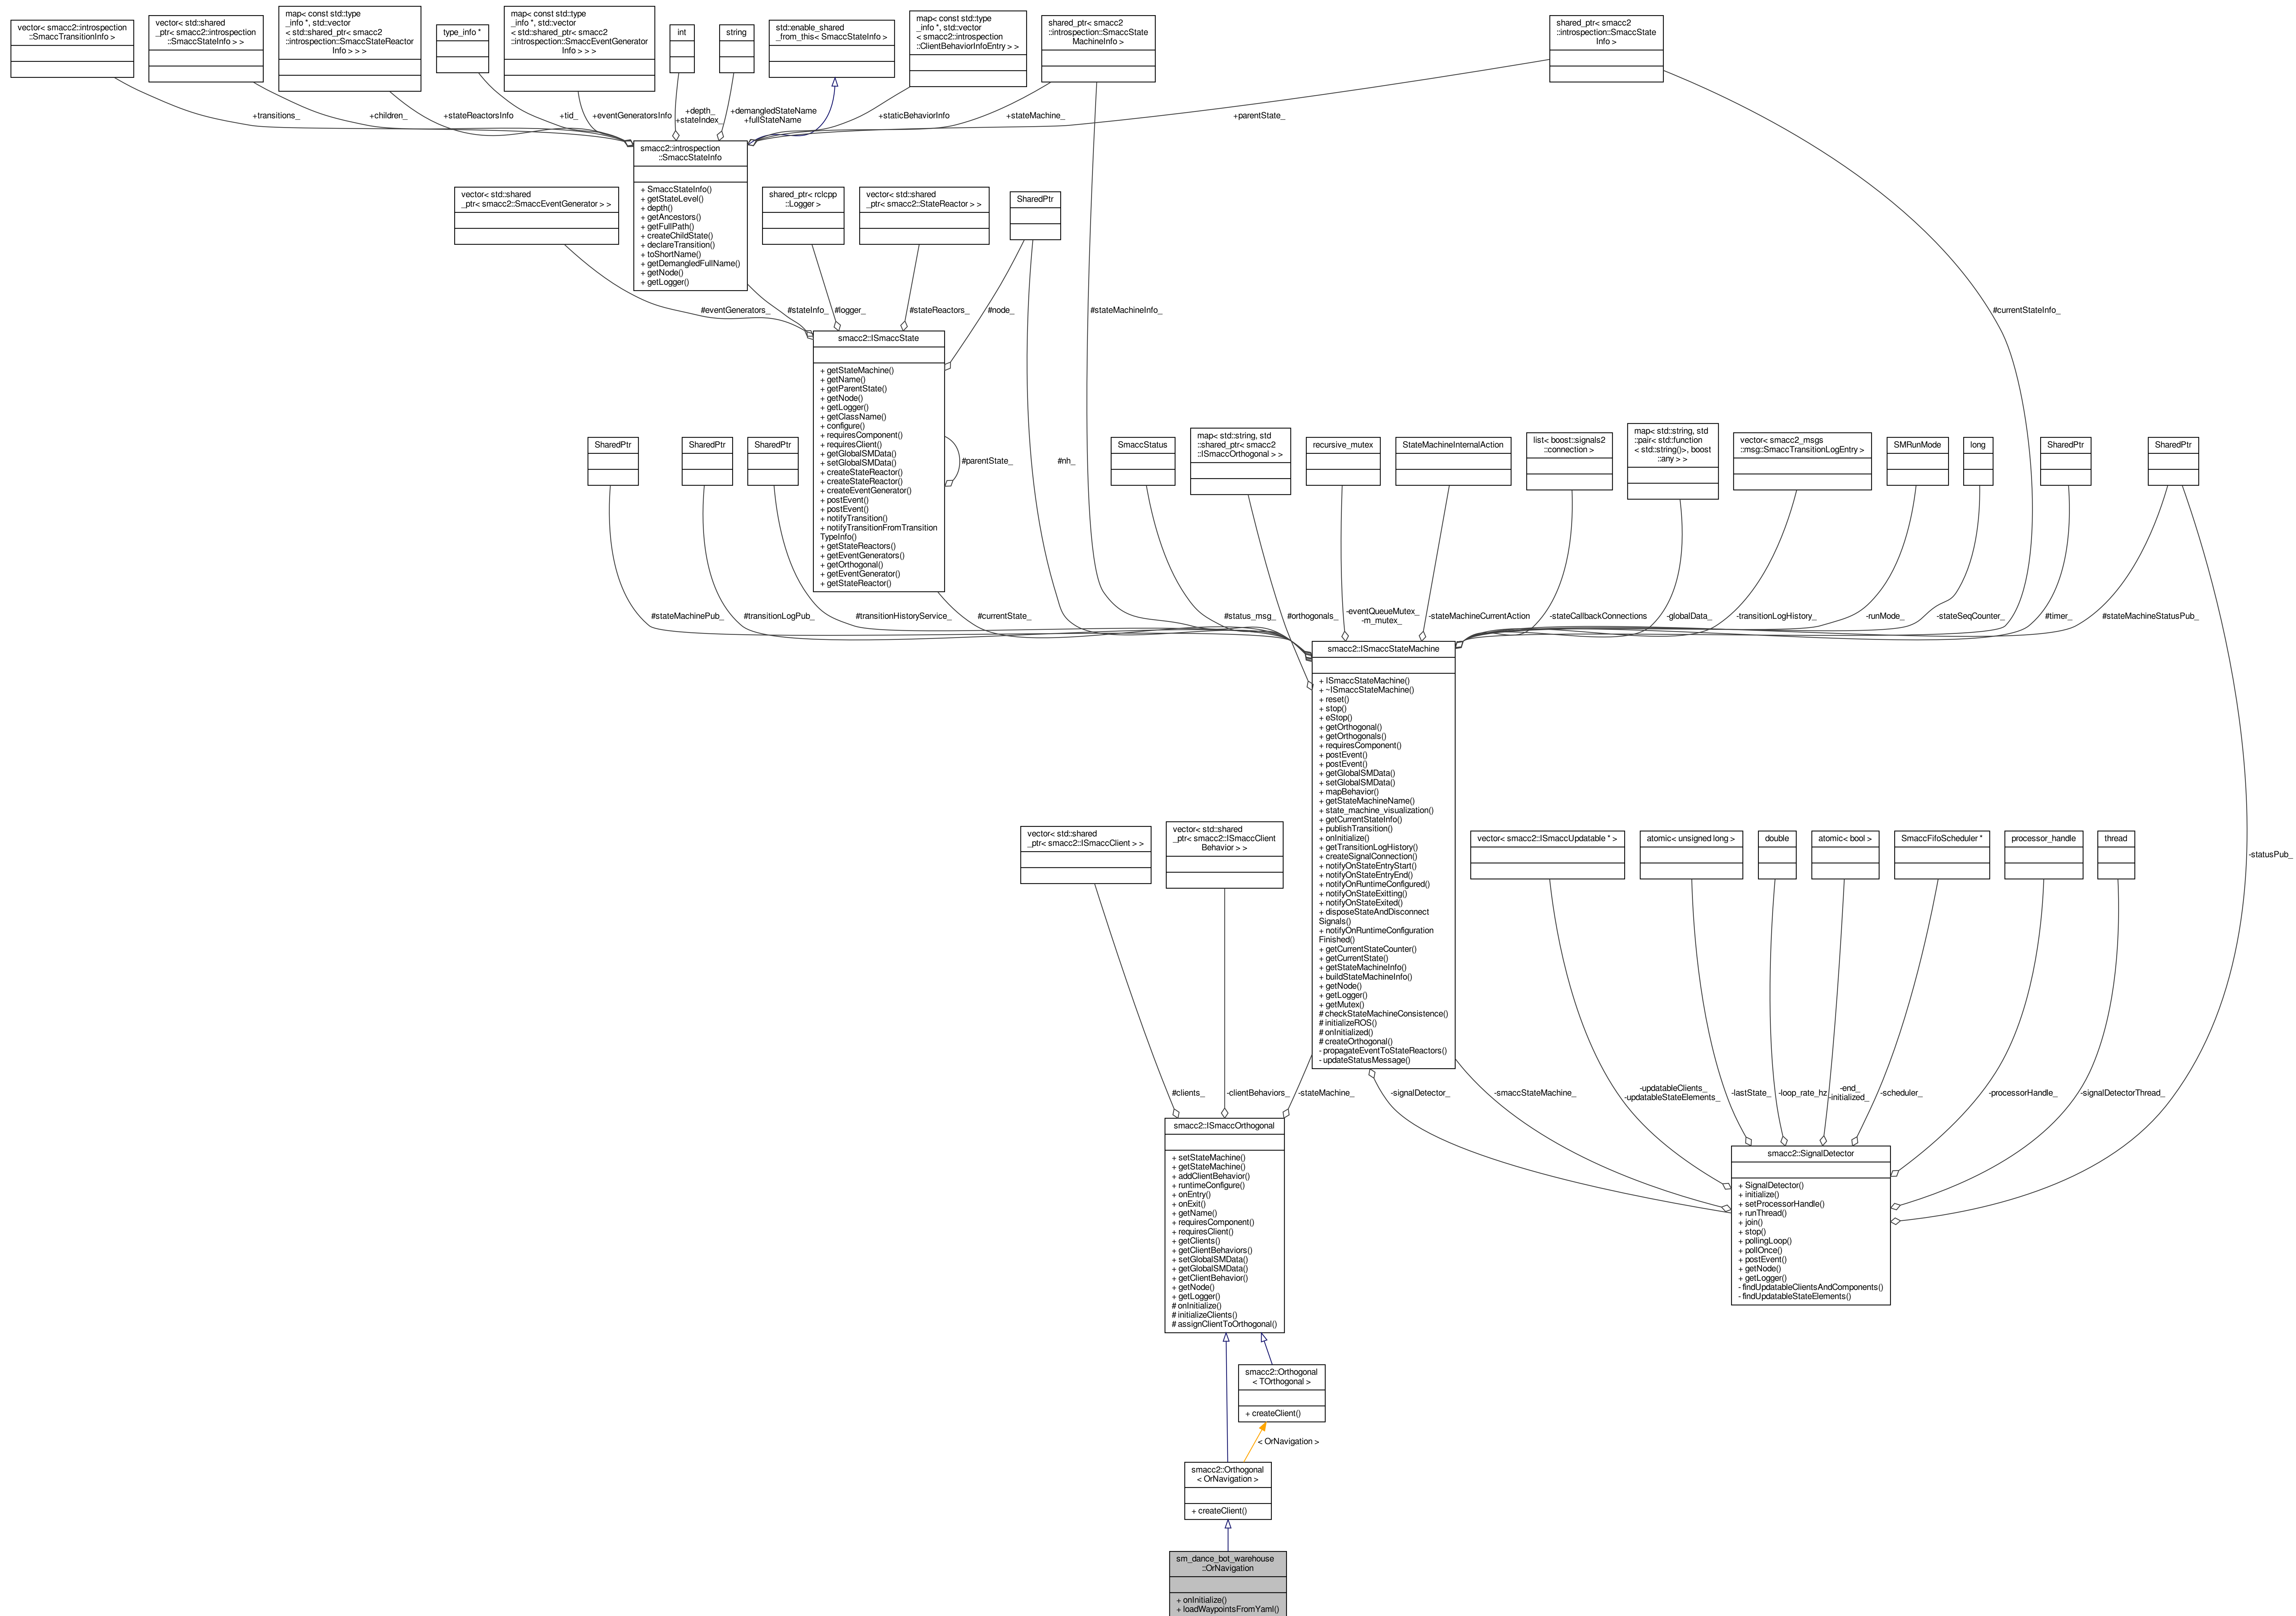 vector< smacc2::introspection
::SmaccTransitionInfo >
vector< std::shared
_ptr< smacc2::introspection
::SmaccStateInfo > >
map< const std::type
_info *, std::vector
< std::shared_ptr< smacc2
::introspection::SmaccStateReactor
Info > > >
type_info *
map< const std::type
_info *, std::vector
< std::shared_ptr< smacc2
::introspection::SmaccEventGenerator
Info > > >
int
string
std::enable_shared
_from_this< SmaccStateInfo >
map< const std::type
_info *, std::vector
< smacc2::introspection
::ClientBehaviorInfoEntry > >
shared_ptr< smacc2
::introspection::SmaccState
MachineInfo >
shared_ptr< smacc2
::introspection::SmaccState
Info >
+transitions_
+children_
+stateReactorsInfo
+tid_
+eventGeneratorsInfo
+depth_
+stateIndex_
+demangledStateName
+fullStateName
+staticBehaviorInfo
+stateMachine_
+parentState_
smacc2::introspection
::SmaccStateInfo
+ SmaccStateInfo()
+ getStateLevel()
+ depth()
+ getAncestors()
+ getFullPath()
+ createChildState()
+ declareTransition()
+ toShortName()
+ getDemangledFullName()
+ getNode()
+ getLogger()
vector< std::shared
_ptr< smacc2::SmaccEventGenerator > >
shared_ptr< rclcpp
::Logger >
vector< std::shared
_ptr< smacc2::StateReactor > >
SharedPtr
#eventGenerators_
#stateInfo_
#logger_
#stateReactors_
#node_
#stateMachineInfo_
#currentStateInfo_
smacc2::ISmaccState
+ getStateMachine()
+ getName()
+ getParentState()
+ getNode()
+ getLogger()
+ getClassName()
+ configure()
+ requiresComponent()
+ requiresClient()
+ getGlobalSMData()
+ setGlobalSMData()
+ createStateReactor()
+ createStateReactor()
+ createEventGenerator()
+ postEvent()
+ postEvent()
+ notifyTransition()
+ notifyTransitionFromTransition
TypeInfo()
+ getStateReactors()
+ getEventGenerators()
+ getOrthogonal()
+ getEventGenerator()
+ getStateReactor()
#parentState_
#nh_
SharedPtr
SharedPtr
SharedPtr
SmaccStatus
map< std::string, std
::shared_ptr< smacc2
::ISmaccOrthogonal > >
recursive_mutex
StateMachineInternalAction
list< boost::signals2
::connection >
map< std::string, std
::pair< std::function
< std::string()>, boost
::any > >
vector< smacc2_msgs
::msg::SmaccTransitionLogEntry >
SMRunMode
long
SharedPtr
SharedPtr
#stateMachinePub_
#transitionLogPub_
#transitionHistoryService_
#currentState_
#status_msg_
#orthogonals_
-eventQueueMutex_
-m_mutex_
-stateMachineCurrentAction
-stateCallbackConnections
-globalData_
-transitionLogHistory_
-runMode_
-stateSeqCounter_
#timer_
#stateMachineStatusPub_
smacc2::ISmaccStateMachine
+ ISmaccStateMachine()
+ ~ISmaccStateMachine()
+ reset()
+ stop()
+ eStop()
+ getOrthogonal()
+ getOrthogonals()
+ requiresComponent()
+ postEvent()
+ postEvent()
+ getGlobalSMData()
+ setGlobalSMData()
+ mapBehavior()
+ getStateMachineName()
+ state_machine_visualization()
+ getCurrentStateInfo()
+ publishTransition()
+ onInitialize()
+ getTransitionLogHistory()
+ createSignalConnection()
+ notifyOnStateEntryStart()
+ notifyOnStateEntryEnd()
+ notifyOnRuntimeConfigured()
+ notifyOnStateExitting()
+ notifyOnStateExited()
+ disposeStateAndDisconnect
Signals()
+ notifyOnRuntimeConfiguration
Finished()
+ getCurrentStateCounter()
+ getCurrentState()
+ getStateMachineInfo()
+ buildStateMachineInfo()
+ getNode()
+ getLogger()
+ getMutex()
# checkStateMachineConsistence()
# initializeROS()
# onInitialized()
# createOrthogonal()
- propagateEventToStateReactors()
- updateStatusMessage()
vector< std::shared
_ptr< smacc2::ISmaccClient > >
vector< std::shared
_ptr< smacc2::ISmaccClient
Behavior > >
vector< smacc2::ISmaccUpdatable * >
atomic< unsigned long >
double
atomic< bool >
SmaccFifoScheduler *
processor_handle
thread
-statusPub_
#clients_
-clientBehaviors_
-stateMachine_
-signalDetector_
-smaccStateMachine_
-updatableClients_
-updatableStateElements_
-lastState_
-loop_rate_hz
-end_
-initialized_
-scheduler_
-processorHandle_
-signalDetectorThread_
smacc2::ISmaccOrthogonal
+ setStateMachine()
+ getStateMachine()
+ addClientBehavior()
+ runtimeConfigure()
+ onEntry()
+ onExit()
+ getName()
+ requiresComponent()
+ requiresClient()
+ getClients()
+ getClientBehaviors()
+ setGlobalSMData()
+ getGlobalSMData()
+ getClientBehavior()
+ getNode()
+ getLogger()
# onInitialize()
# initializeClients()
# assignClientToOrthogonal()
smacc2::SignalDetector
+ SignalDetector()
+ initialize()
+ setProcessorHandle()
+ runThread()
+ join()
+ stop()
+ pollingLoop()
+ pollOnce()
+ postEvent()
+ getNode()
+ getLogger()
- findUpdatableClientsAndComponents()
- findUpdatableStateElements()
smacc2::Orthogonal
< TOrthogonal >
+ createClient()
< OrNavigation >
smacc2::Orthogonal
< OrNavigation >
+ createClient()
sm_dance_bot_warehouse
::OrNavigation
+ onInitialize()
+ loadWaypointsFromYaml()